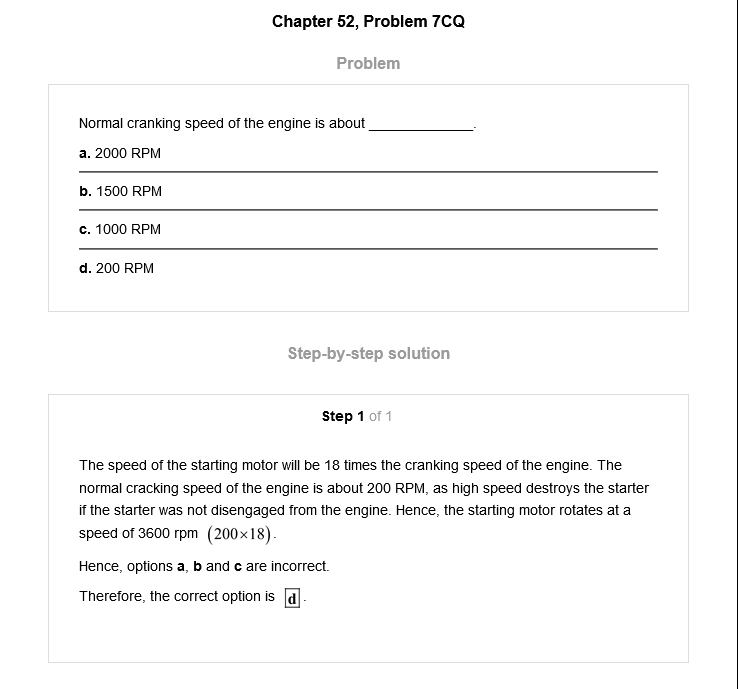 Chapter 52, Problem 7CQ
Problem
Normal cranking speed of the engine is about ______________.
a. 2000 RPM
b. 1500 RPM
c. 1000 RPM
d. 200 RPM
Step-by-step solution
Step 1 of 1
The speed of the starting motor will be 18 times the cranking speed of the engine. The
normal cracking speed of the engine is about 200 RPM, as high speed destroys the starter
if the starter was not disengaged from the engine. Hence, the starting motor rotates at a
speed of 3600 rpm (200×18).
Hence, options a, b and c are incorrect.
Therefore, the correct option is d.